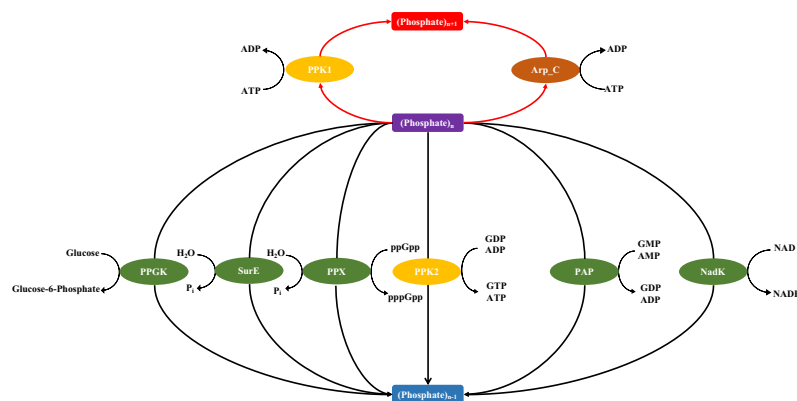 (Phosphate)n+1
ADP
PPK1
ATP
Arp_C
ADP
ATP
(Phosphate)n
Glucose
PPGK
Glucose-6-Phosphate
H2O
SurE
Pi
H2O
PPX
Pi
ppGpp
pppGpp
PPK2
GDP
ADP
GTP
ATP
PAP
GMP
AMP
GDP
ADP
NadK
NAD
NADP
(Phosphate)n-1